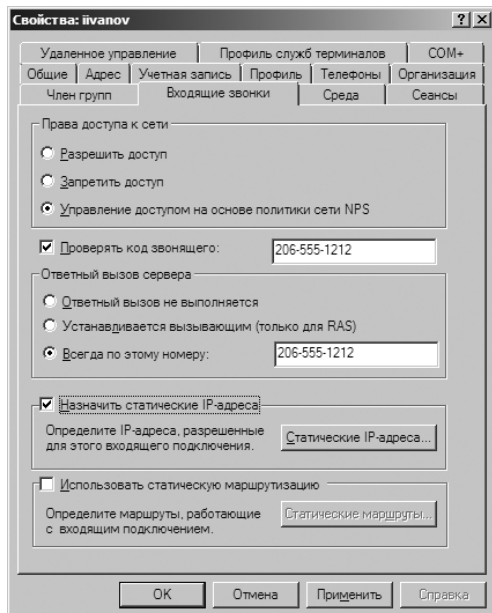 Свойства: iivanov
Удаленное управление Профиль служб терминалов COM+
Общие Адрес Учетная запись Профиль Телефоны Организация
Член групп Входящие звонки Среда Сеансы
Права доступа к сети
Разрешить доступ
Запретить доступ
Управление доступом на основе политики сети NPS
Проверять код звонящего: 206-555-1212
Ответный вызов сервера
Ответный вызов не выполняется
Устанавливается вызывающим (только для RAS)
Всегда по этому номеру: 206-555-1212
Назначить статические IP-адреса
Определите IP-адреса, разрешенные
для этого входящего подключения.
Статические IP-адреса...
Использовать статическую маршрутизацию
Определите маршруты, работающие
с входящим подключением.
Статические маршруты...
OK Отмена Применить Справка